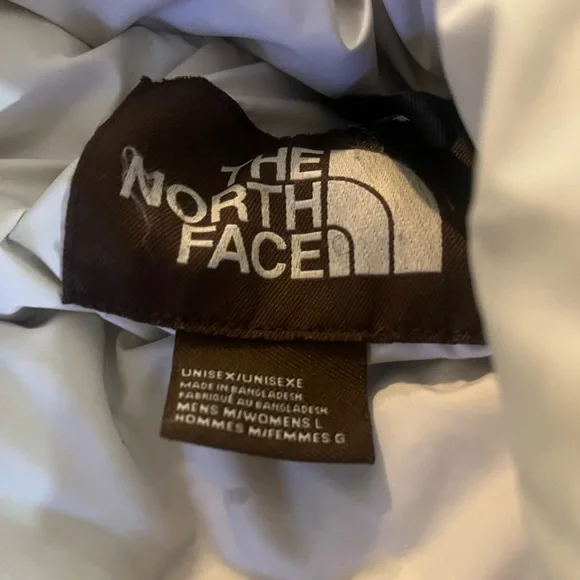 THE
NORTH
FACE
UNISEX/UNISEXE
MADE IN BANGLADESH
FABRIQUÉ AU BANGLADESH
MENS M/WOMENS L
HOMMES M/FEMMES G